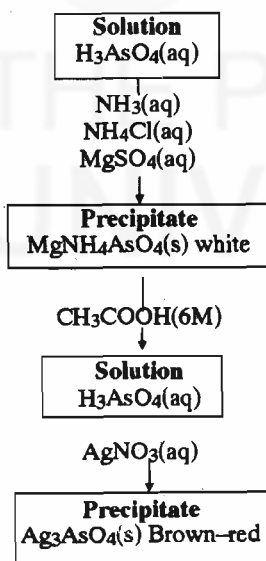 Solution
H3AsO4(aq)
NH3(aq)
NH4Cl(aq)
MgSO4(aq)
Precipitate
MgNH4AsO4(s) white
CH3COOH(6M)
Solution
H3AsO4(aq)
AgNO3(aq)
Precipitate
Ag3AsO4(s) Brown-red